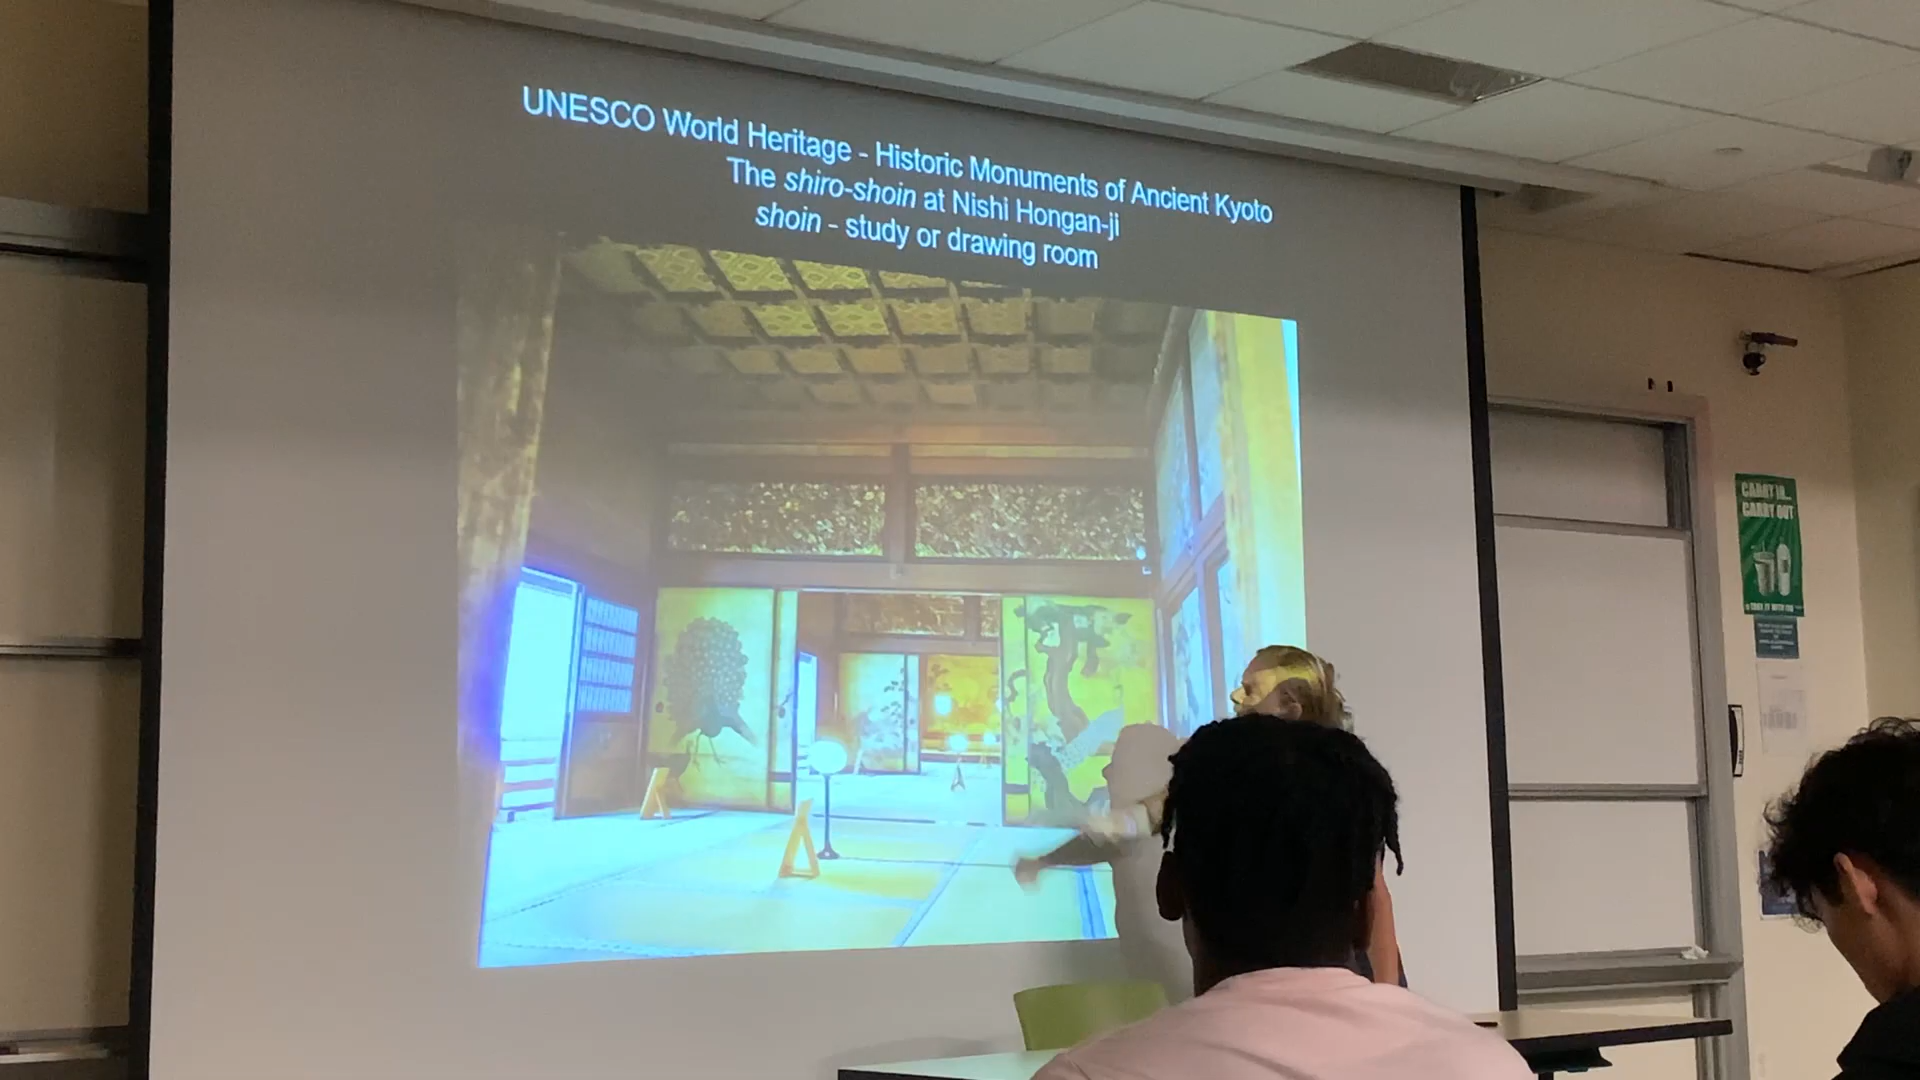 UNESCO World Heritage - Historic Monuments of Ancient Kyoto
The shiro-shoin at Nishi Hongan-ji
shoin - study or drawing room
CARRY IN...
CARRY OUT